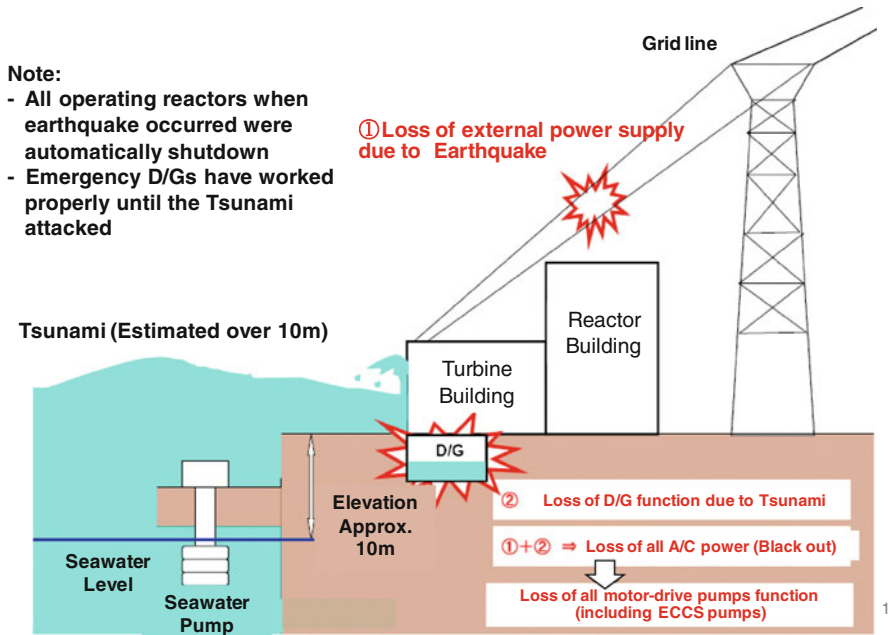 Grid line
Note:
- All operating reactors when
earthquake occurred were
automatically shutdown
- Emergency D/Gs have worked
properly until the Tsunami
attacked
①Loss of external power supply
due to Earthquake
Tsunami (Estimated over 10m)
Reactor
Building
Turbine
Building
D/G
Elevation
Approx.
10m
② Loss of D/G function due to Tsunami
①+② ⇒ Loss of all A/C power (Black out)
Loss of all motor-drive pumps function
(including ECCS pumps)
Seawater
Level
Seawater
Pump
1